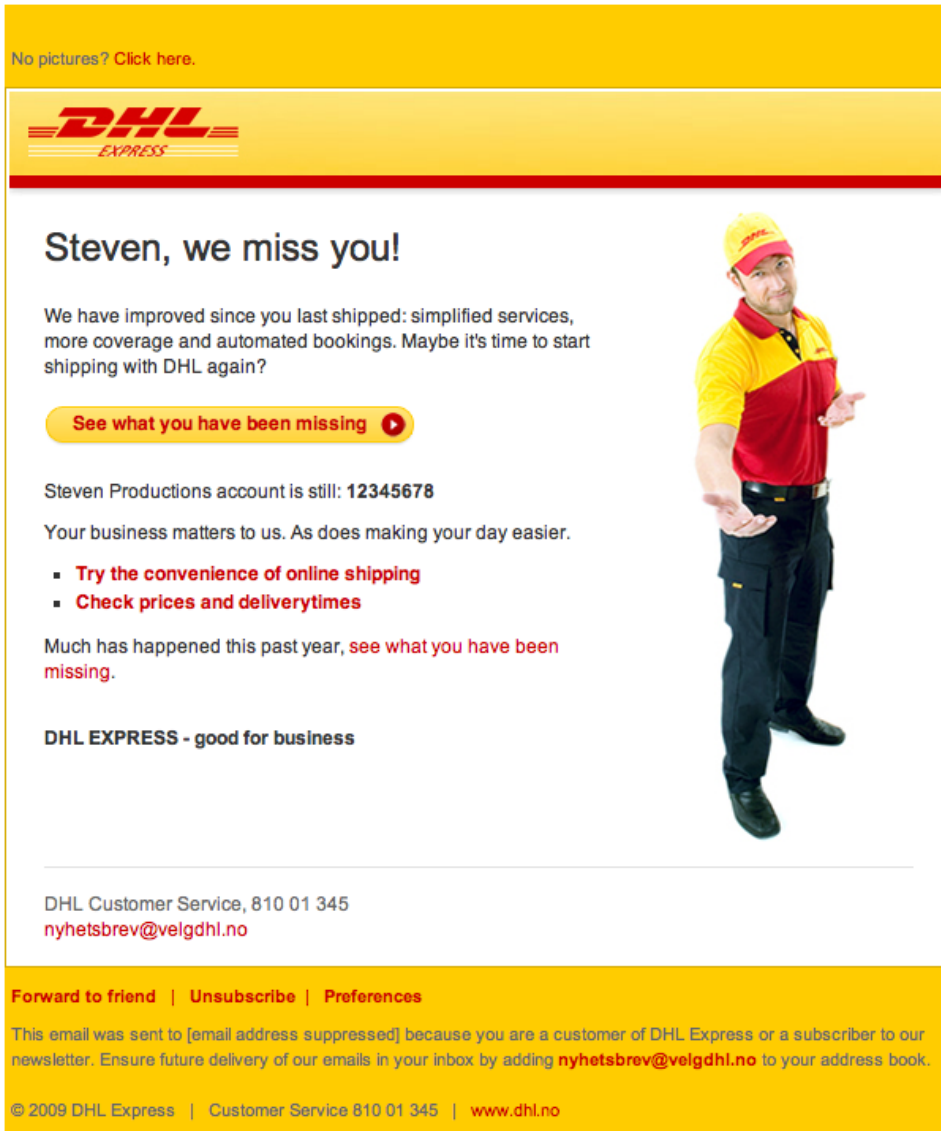 No pictures? Click here.
DHL
EXPRESS
Steven, we miss you!
We have improved since you last shipped: simplified services,
more coverage and automated bookings. Maybe it's time to start
shipping with DHL again?
See what you have been missing
Steven Productions account is still: 12345678
Your business matters to us. As does making your day easier.
Try the convenience of online shipping
Check prices and deliverytimes
Much has happened this past year, see what you have been
missing.
DHL EXPRESS - good for business
DHL
DHL
DHL Customer Service, 810 01 345
nyhetsbrev@velgdhl.no
Forward to friend | Unsubscribe | Preferences
This email was sent to [email address suppressed] because you are a customer of DHL Express or a subscriber to our
newsletter. Ensure future delivery of our emails in your inbox by adding nyhetsbrev@velgdhl.no to your address book.
© 2009 DHL Express | Customer Service 810 01 345 | www.dhl.no